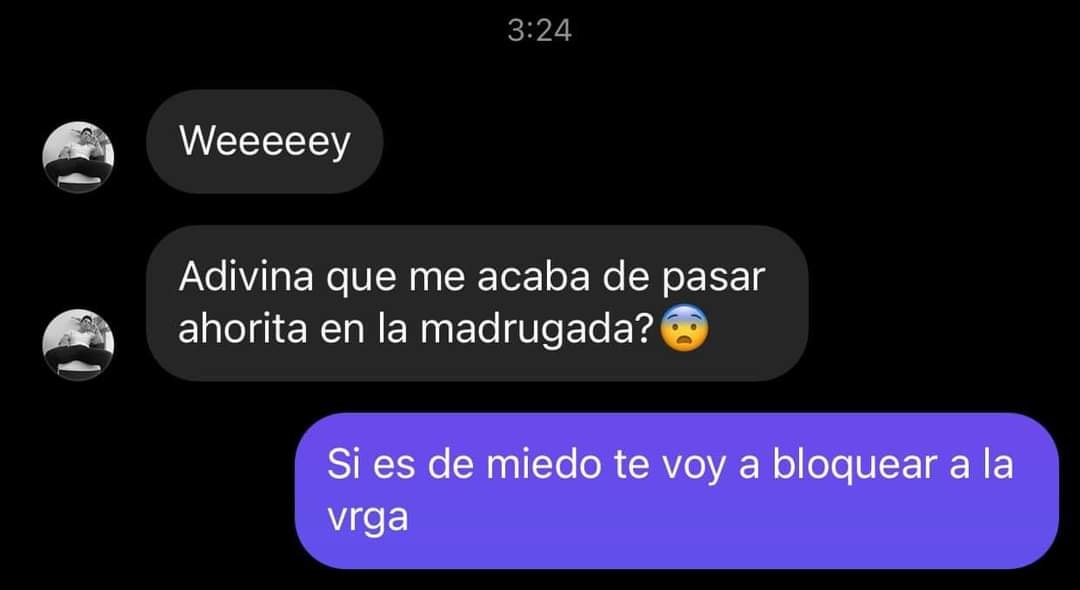 3:24
Weeeeey
Adivina que me acaba de pasar
ahorita en la madrugada?😨
Si es de miedo te voy a bloquear a la
vrga